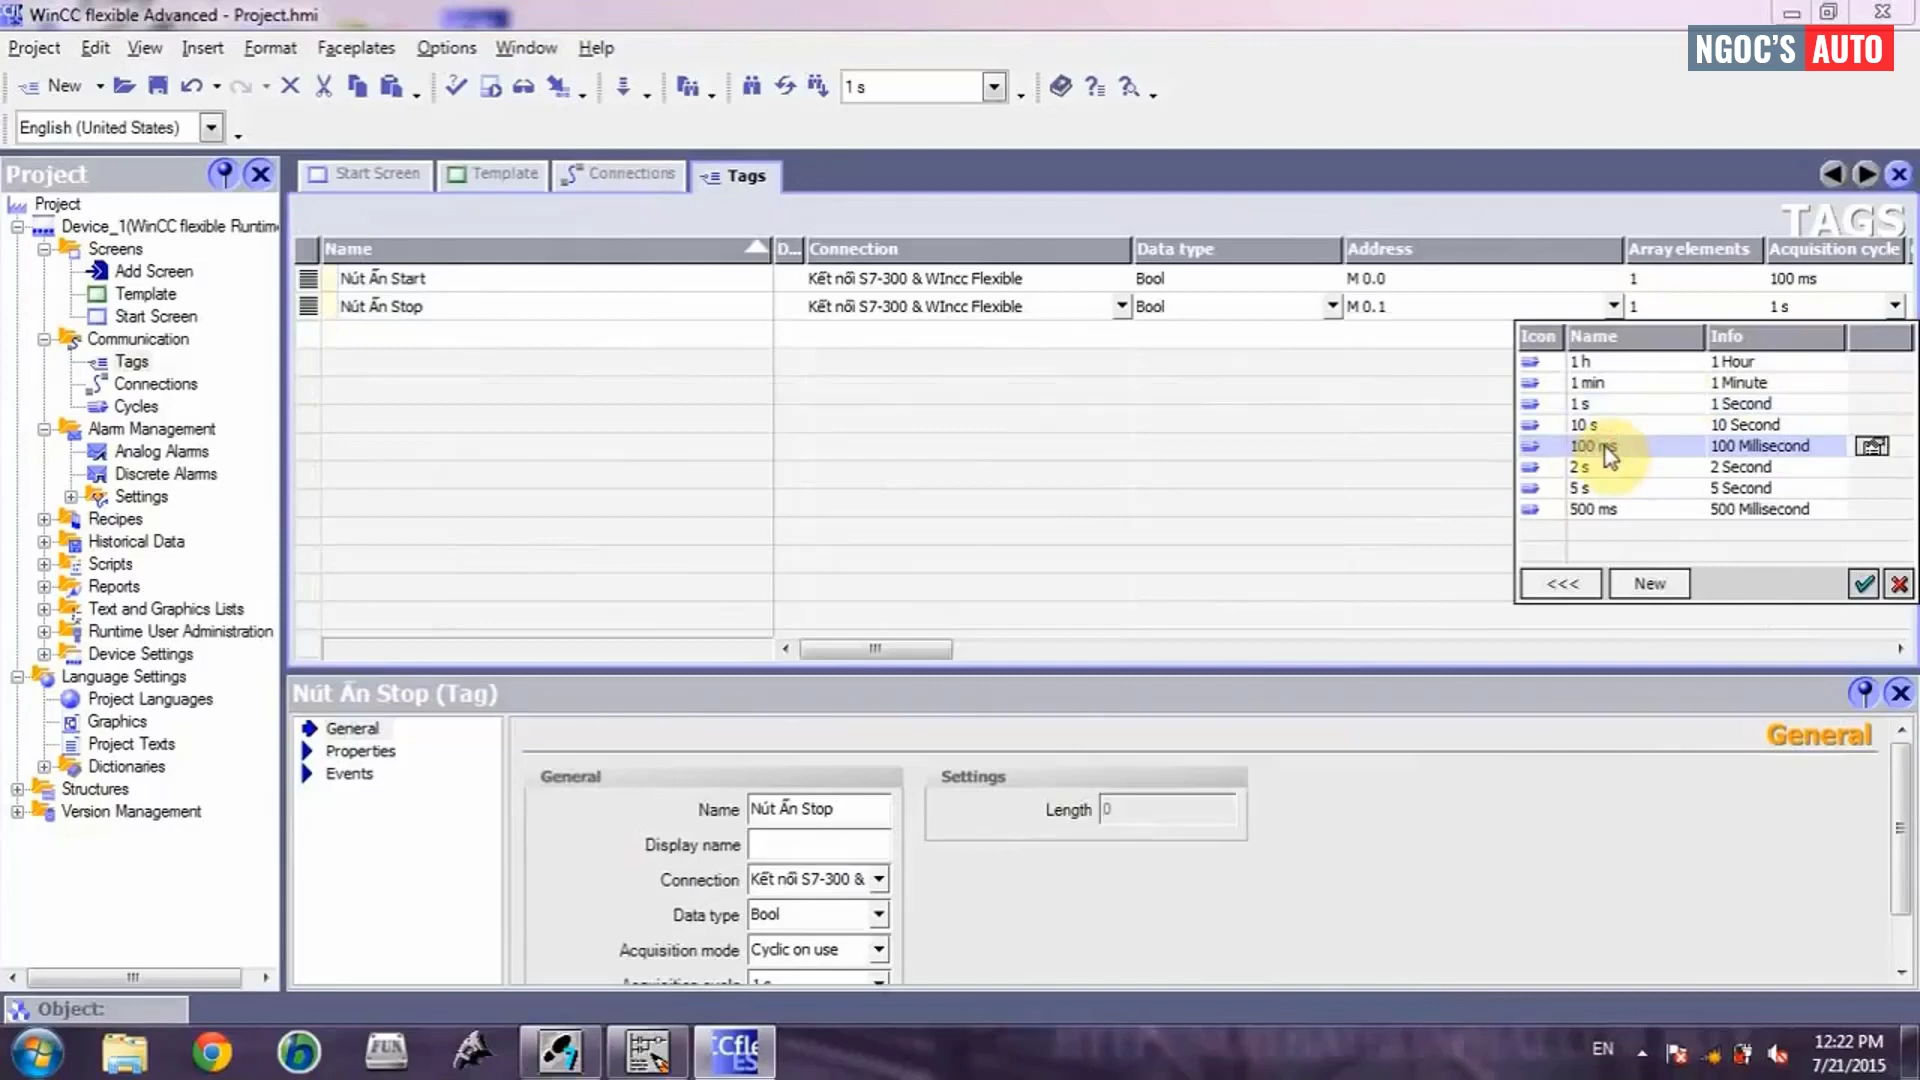 WinCC flexible Advanced - Project.hmi
NGOC'S AUTO
Project Edit View Insert Format Faceplates Options Window Help
New 1 s
English (United States)
Project
Start Screen Template Connections Tags
Project
Device_1(WinCC flexible Runtim
Screens
Add Screen
Template
Start Screen
Communication
Tags
Connections
Cycles
Alarm Management
Analog Alarms
Discrete Alarms
Settings
Recipes
Historical Data
Scripts
Reports
Text and Graphics Lists
Runtime User Administration
Device Settings
Language Settings
Project Languages
Graphics
Project Texts
Dictionaries
Structures
Version Management
TAGS
Name D... Connection Data type Address Array elements Acquisition cycle
Nút Ấn Start Kết nối S7-300 & WIncc Flexible Bool M 0.0 1 100 ms
Nút Ấn Stop Kết nối S7-300 & WIncc Flexible Bool M 0.1 1 1 s
Icon Name Info
1 h 1 Hour
1 min 1 Minute
1 s 1 Second
10 s 10 Second
100 ms 100 Millisecond
2 s 2 Second
5 s 5 Second
500 ms 500 Millisecond
<<< New
Nút Ấn Stop (Tag)
General
Properties
Events
General
General
Name Nút Ấn Stop
Display name
Connection Kết nối S7-300 &
Data type Bool
Acquisition mode Cyclic on use
Settings
Length 0
Object:
FUN
EN
12:22 PM
7/21/2015